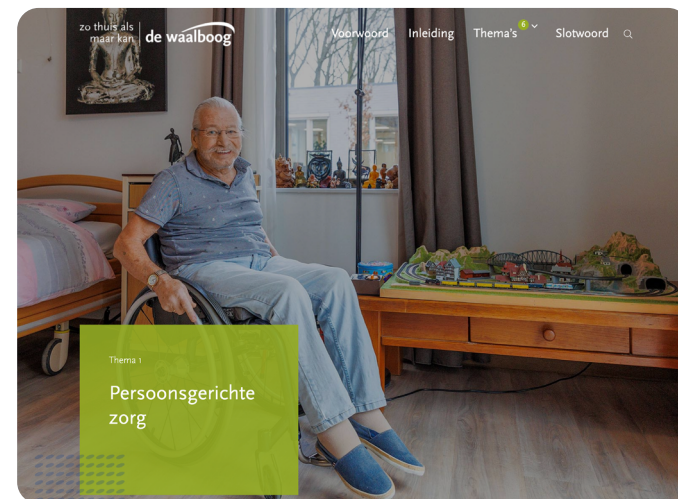 zo thuis als
maar kan
de waalboog
Voorwoord
Inleiding
Thema's
6
Slotwoord
Thema 1
Persoonsgerichte
zorg